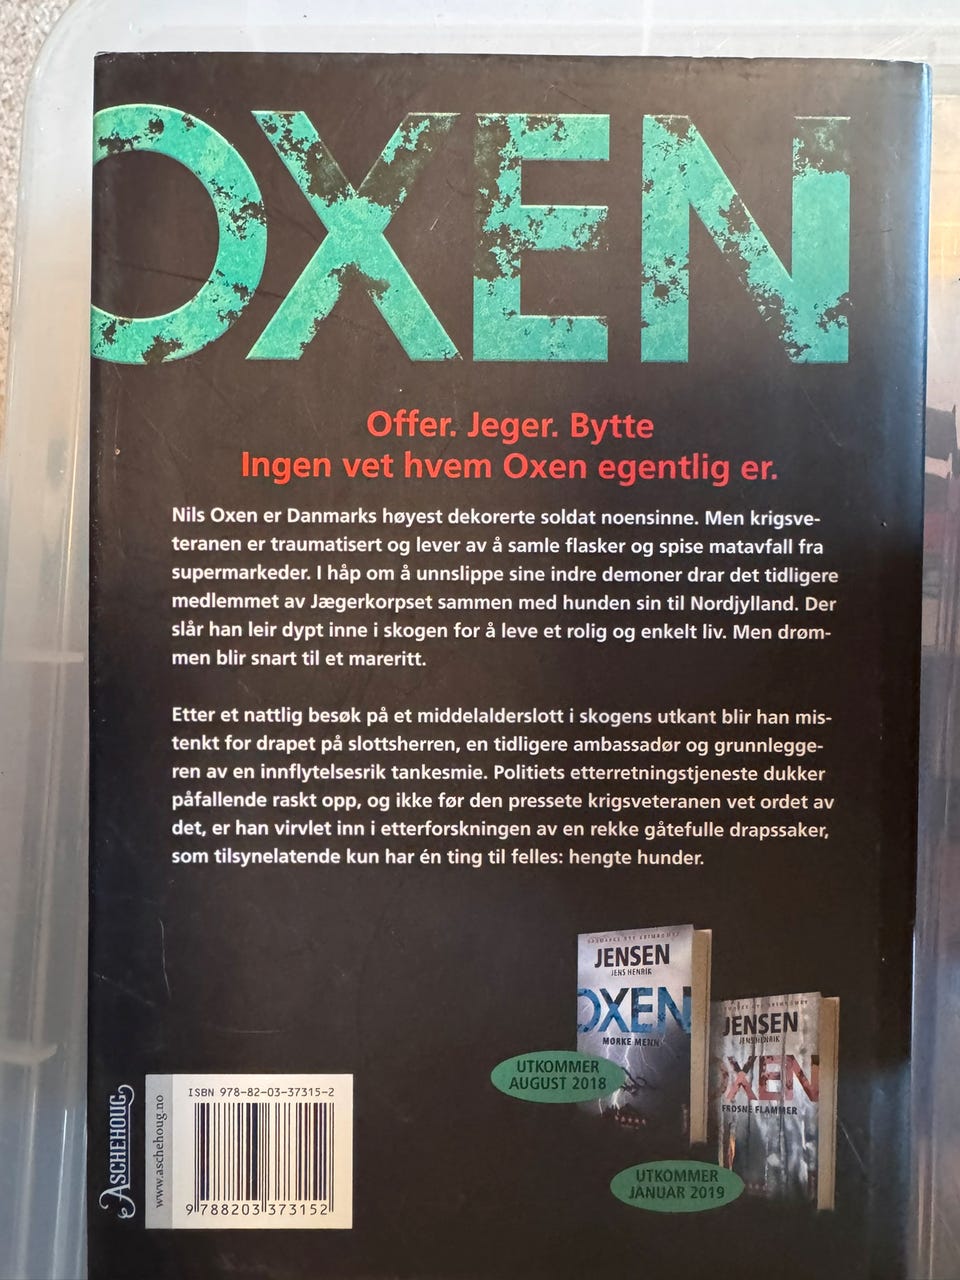 OXEN
Offer. Jeger. Bytte
Ingen vet hvem Oxen egentlig er.
Nils Oxen er Danmarks høyest dekorerte soldat noensinne. Men krigsve-
teranen er traumatisert og lever av å samle flasker og spise matavfall fra
supermarkeder. I håp om å unnslippe sine indre demoner drar det tidligere
medlemmet av Jægerkorpset sammen med hunden sin til Nordjylland. Der
slår han leir dypt inne i skogen for å leve et rolig og enkelt liv. Men drøm-
men blir snart til et mareritt.
Etter et nattlig besøk på et middelalderslott i skogens utkant blir han mis-
tenkt for drapet på slottsherren, en tidligere ambassadør og grunnlegge-
ren av en innflytelsesrik tankesmie. Politiets etterretningstjeneste dukker
påfallende raskt opp, og ikke før den pressete krigsveteranen vet ordet av
det, er han virvlet inn i etterforskningen av en rekke gåtefulle drapssaker,
som tilsynelatende kun har én ting til felles: hengte hunder.
JENSEN
JENS HENRIK
OXEN
MØRKE MENN
UTKOMMER
AUGUST 2018
JENSEN
JENS HENRIK
OXEN
FROSNE FLAMMER
UTKOMMER
JANUAR 2019
ASCHEHOUG
www.aschehoug.no
ISBN 978-82-03-37315-2
9 788203 373152